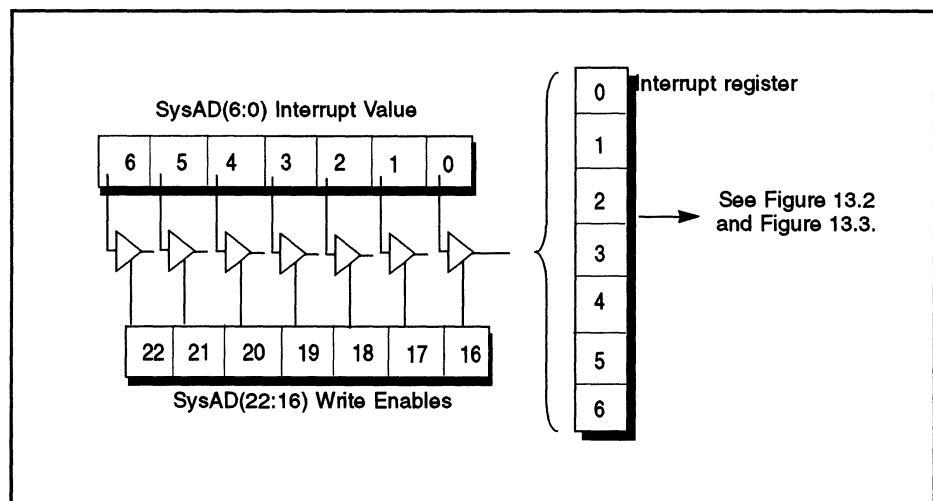 SysAD(6:0) Interrupt Value
6 5 4 3 2 1 0
22 21 20 19 18 17 16
SysAD(22:16) Write Enables
Interrupt register
0
1
2
3
4
5
6
See Figure 13.2
and Figure 13.3.